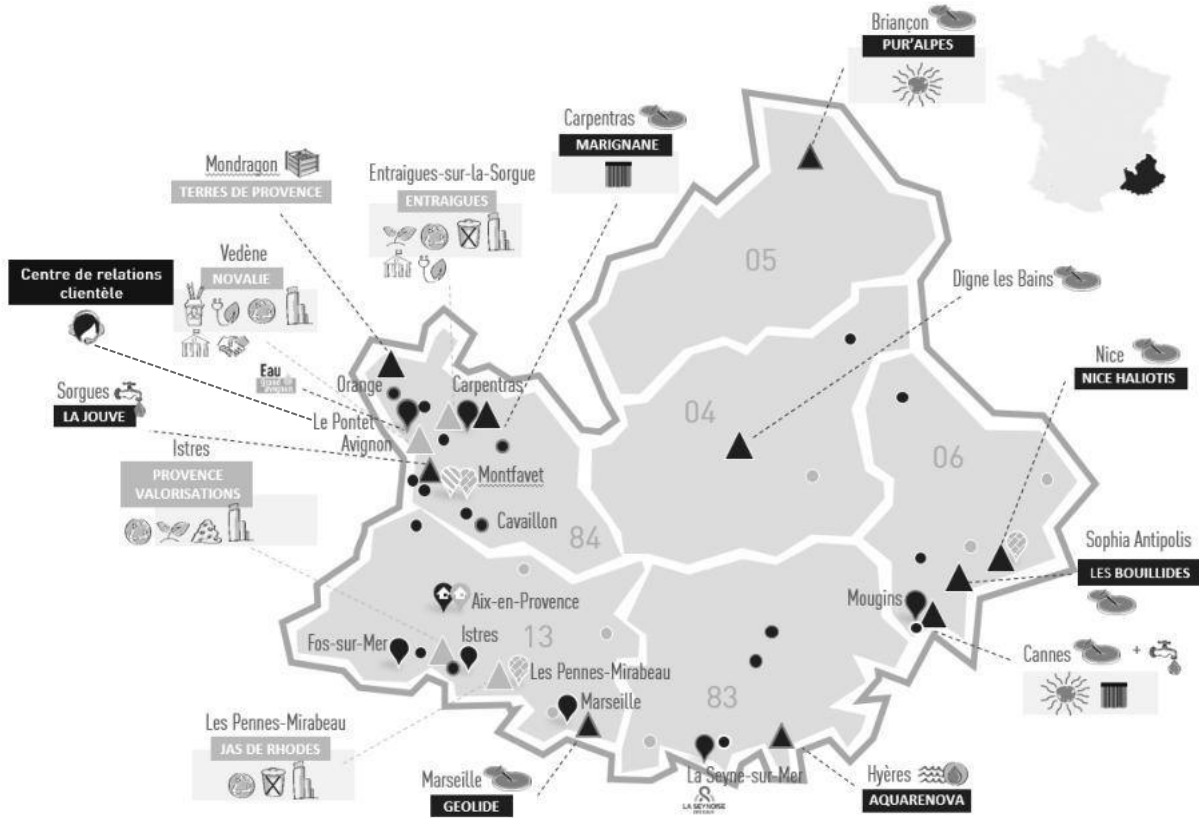 Briançon
PUR'ALPES
Carpentras
MARIGNANE
Mondragon
TERRES DE PROVENCE
Entraigues-sur-la-Sorgue
ENTRAIGUES
Vedène
NOVALIE
Centre de relations
clientèle
05
Digne les Bains
Nice
NICE HALIOTIS
Eau
Orange
Carpentras
Sorgues
LA JOUVE
Le Pontet
Avignon
04
06
Istres
PROVENCE
VALORISATIONS
Montfavet
Cavaillon
84
Sophia Antipolis
LES BOUILLIDES
Aix-en-Provence
Mougins
13
Fos-sur-Mer
Istres
Les Pennes-Mirabeau
Cannes
+
Marseille
83
Les Pennes-Mirabeau
JAS DE RHODES
La Seyne-sur-Mer
Marseille
GEOLIDE
LA SEYNOISE
Hyères
AQUARENOVA